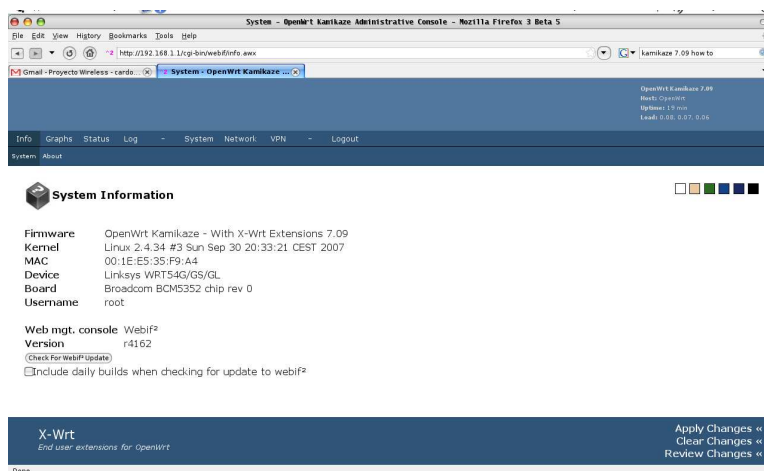 System - OpenWrt Kamikaze Administrative Console - Mozilla Firefox 3 Beta 5
File Edit View History Bookmarks Tools Help
http://192.168.1.1/cgi-bin/webif/info.awx
kamikaze 7.09 how to
Gmail - Proyecto Wireless - cardo...
System - OpenWrt Kamikaze ...
OpenWrt Kamikaze 7.09
Host: OpenWrt
Uptime: 19 min
Load: 0.08, 0.07, 0.06
Info Graphs Status Log - System Network VPN - Logout
System About
System Information
Firmware OpenWrt Kamikaze - With X-Wrt Extensions 7.09
Kernel Linux 2.4.34 #3 Sun Sep 30 20:33:21 CEST 2007
MAC 00:1E:E5:35:F9:A4
Device Linksys WRT54G/GS/GL
Board Broadcom BCM5352 chip rev 0
Username root
Web mgt. console Webif²
Version r4162
Check For Webif² Update
Include daily builds when checking for update to webif²
X-Wrt
End user extensions for OpenWrt
Apply Changes «
Clear Changes «
Review Changes «
Done